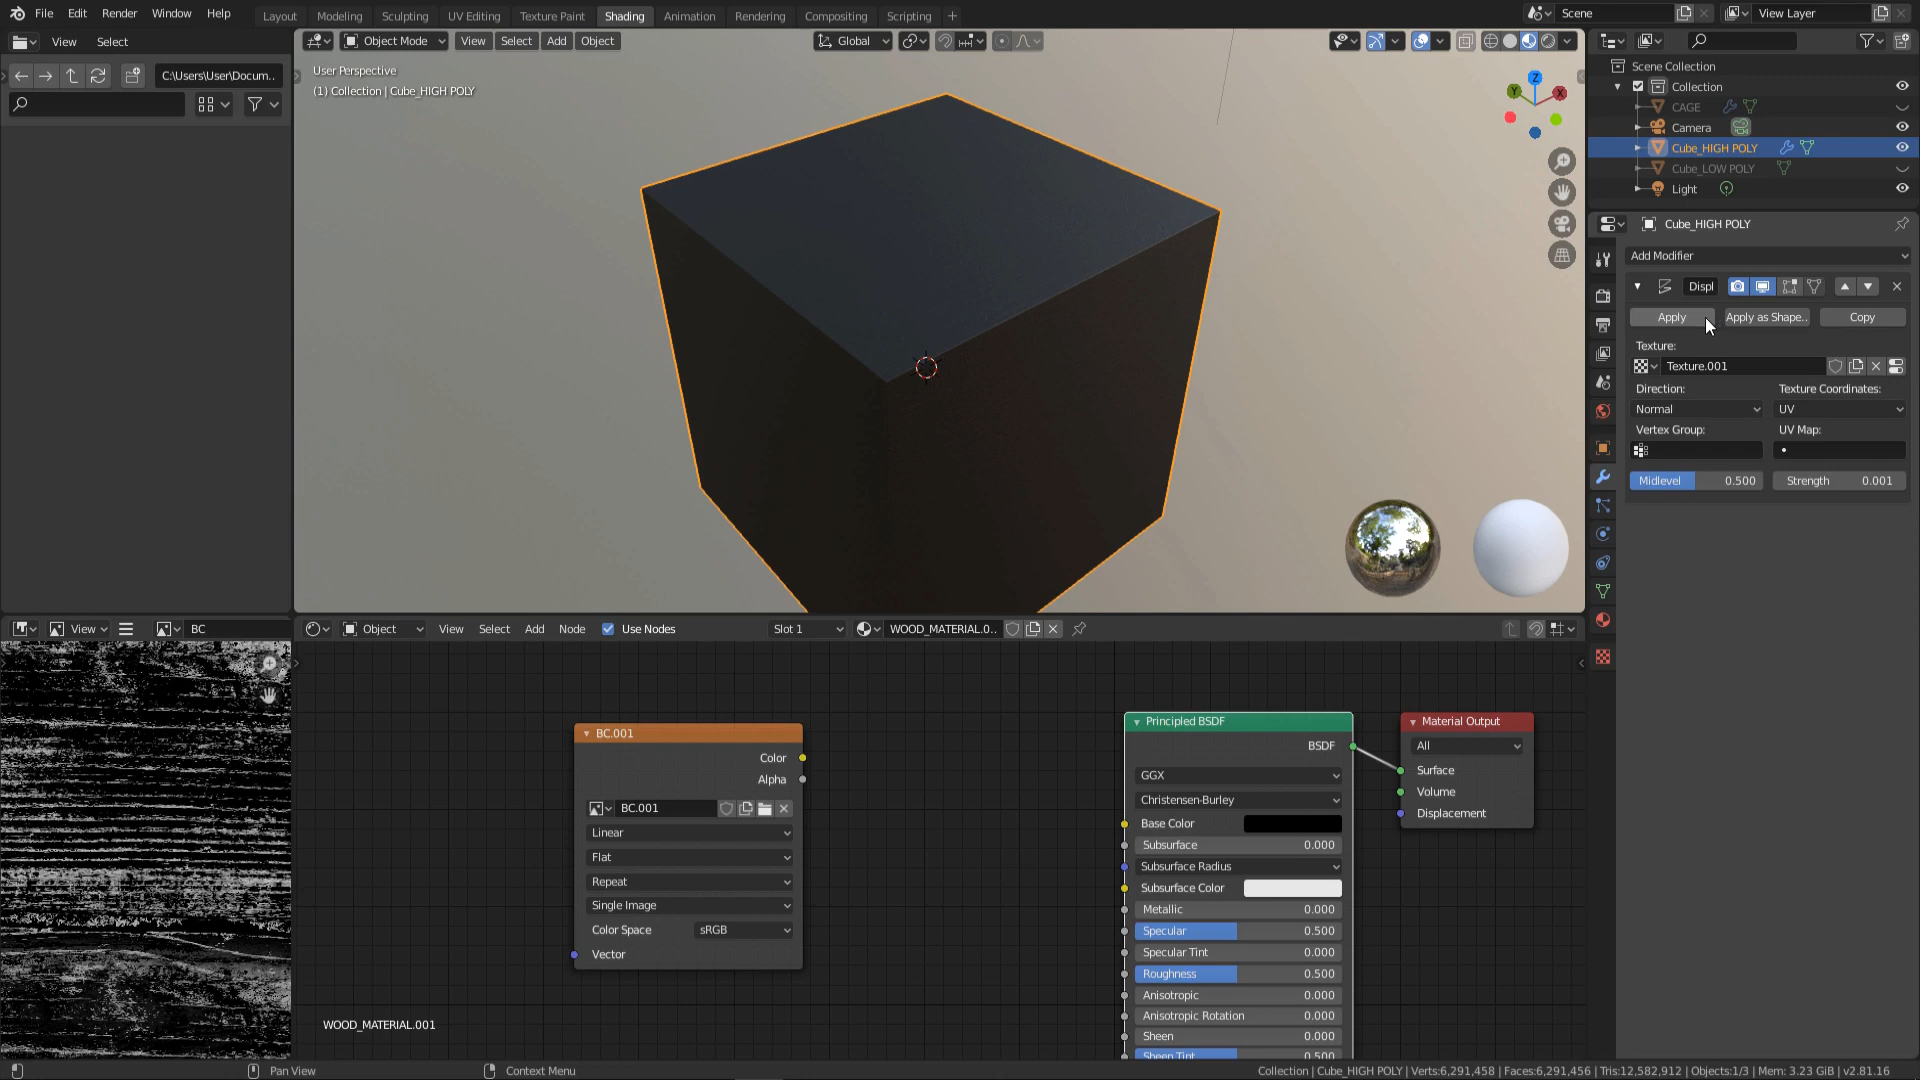 File Edit Render Window Help
Layout Modeling Sculpting UV Editing Texture Paint Shading Animation Rendering Compositing Scripting +
Scene
View Layer
View Select
C:\Users\User\Docum..
Object Mode View Select Add Object
Global
User Perspective
(1) Collection | Cube_HIGH POLY
Z
Y
X
Scene Collection
Collection
CAGE
Camera
Cube_HIGH POLY
Cube_LOW POLY
Light
Cube_HIGH POLY
Add Modifier
Displ
Apply Apply as Shape.. Copy
Texture:
Texture.001
Direction: Texture Coordinates:
Normal UV
Vertex Group: UV Map:
Midlevel 0.500 Strength 0.001
View BC
Object View Select Add Node Use Nodes Slot 1 WOOD_MATERIAL.0..
BC.001
Color
Alpha
BC.001
Linear
Flat
Repeat
Single Image
Color Space sRGB
Vector
WOOD_MATERIAL.001
Principled BSDF
BSDF
GGX
Christensen-Burley
Base Color
Subsurface 0.000
Subsurface Radius
Subsurface Color
Metallic 0.000
Specular 0.500
Specular Tint 0.000
Roughness 0.500
Anisotropic 0.000
Anisotropic Rotation 0.000
Sheen 0.000
Sheen Tint 0.500
Material Output
All
Surface
Volume
Displacement
Pan View
Context Menu
Collection | Cube_HIGH POLY | Verts:6,291,458 | Faces:6,291,456 | Tris:12,582,912 | Objects:1/3 | Mem: 3.23 GiB | v2.81.16